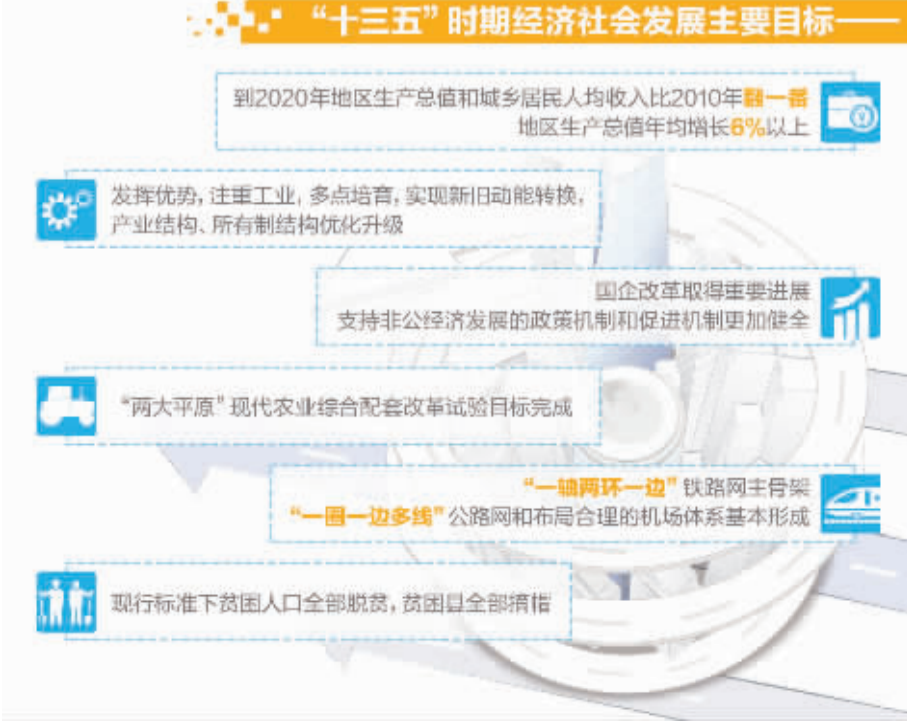 “十三五”时期经济社会发展主要目标——
到2020年地区生产总值和城乡居民人均收入比2010年翻一番
地区生产总值年均增长6%以上
发挥优势,注重工业,多点培育,实现新旧动能转换,
产业结构、所有制结构优化升级
国企改革取得重要进展
支持非公经济发展的政策机制和促进机制更加健全
“两大平原”现代农业综合配套改革试验目标完成
“一轴两环一边”铁路网主骨架
“一圈一边多线”公路网和布局合理的机场体系基本形成
现行标准下贫困人口全部脱贫,贫困县全部摘帽